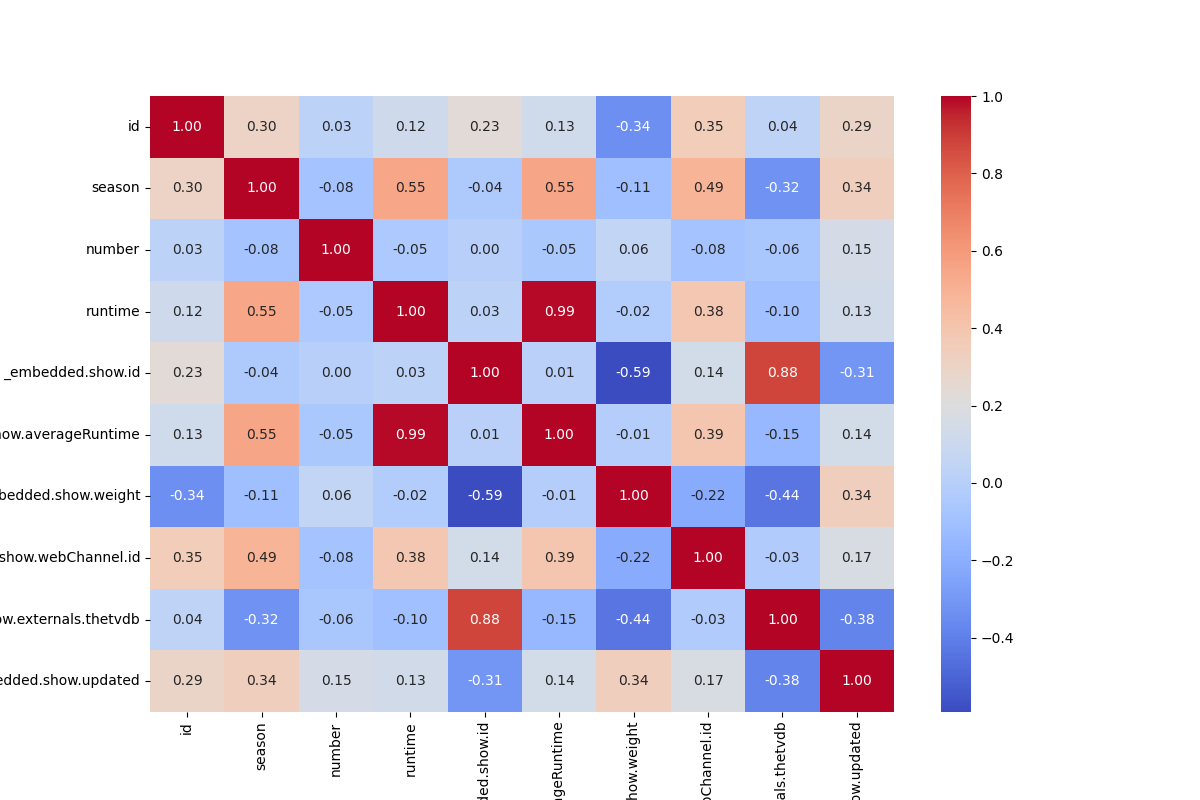 id 1.00 0.30 0.03 0.12 0.23 0.13 -0.34 0.35 0.04 0.29
season 0.30 1.00 -0.08 0.55 -0.04 0.55 -0.11 0.49 -0.32 0.34
number 0.03 -0.08 1.00 -0.05 0.00 -0.05 0.06 -0.08 -0.06 0.15
runtime 0.12 0.55 -0.05 1.00 0.03 0.99 -0.02 0.38 -0.10 0.13
_embedded.show.id 0.23 -0.04 0.00 0.03 1.00 0.01 -0.59 0.14 0.88 -0.31
ow.averageRuntime 0.13 0.55 -0.05 0.99 0.01 1.00 -0.01 0.39 -0.15 0.14
bedded.show.weight -0.34 -0.11 0.06 -0.02 -0.59 -0.01 1.00 -0.22 -0.44 0.34
show.webChannel.id 0.35 0.49 -0.08 0.38 0.14 0.39 -0.22 1.00 -0.03 0.17
ow.externals.thetvdb 0.04 -0.32 -0.06 -0.10 0.88 -0.15 -0.44 -0.03 1.00 -0.38
edded.show.updated 0.29 0.34 0.15 0.13 -0.31 0.14 0.34 0.17 -0.38 1.00
id
season
number
runtime
ded.show.id
geRuntime
how.weight
Channel.id
als.thetvdb
ow.updated
1.0
0.8
0.6
0.4
0.2
0.0
−0.2
−0.4